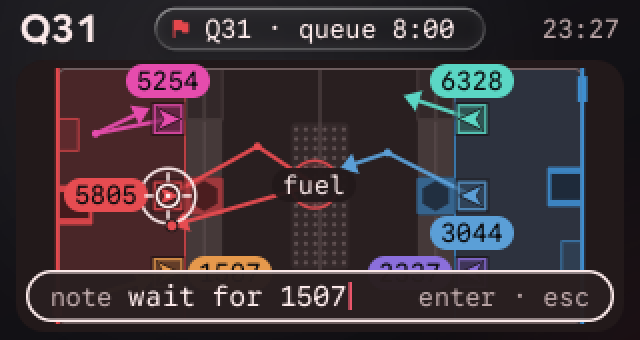 Q31 Q31 · queue 8:00 23:27
5254 6328
5805 fuel
3044
note wait for 1507 enter · esc